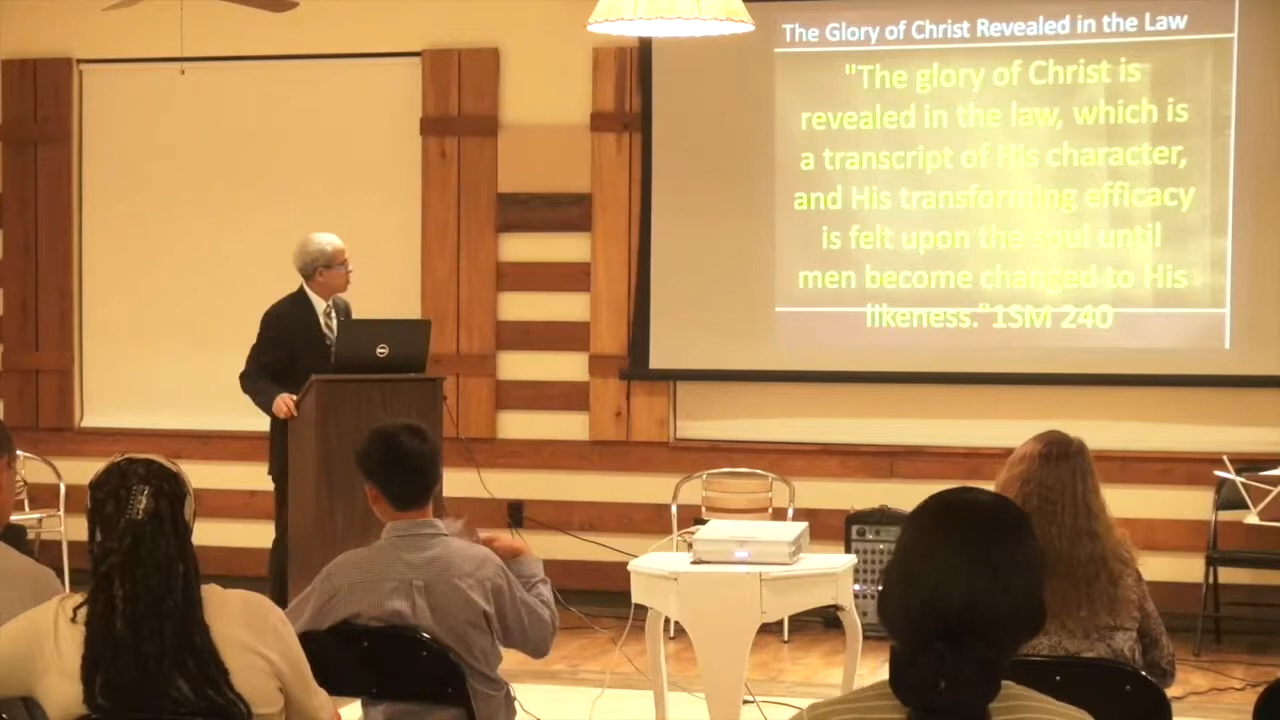 The Glory of Christ Revealed in the Law
"The glory of Christ is
revealed in the law, which is
a transcript of His character,
and His transforming efficacy
is felt upon the soul until
men become changed to His
likeness."1SM 240
DELL